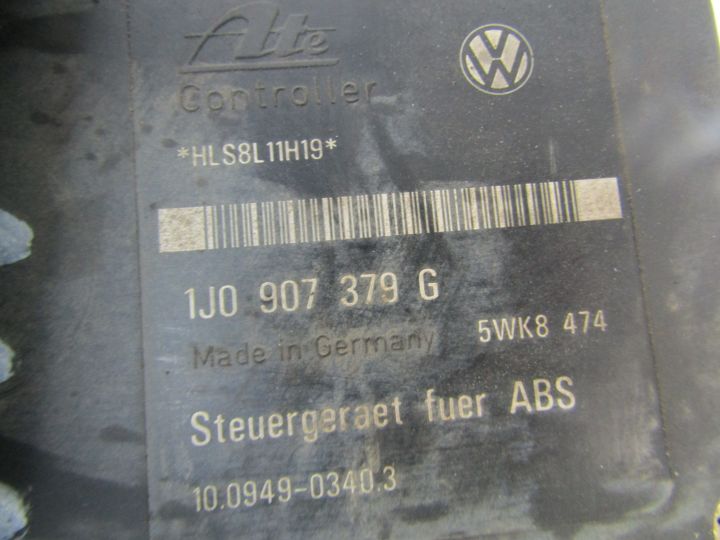 Ate
Controller
*HLS8L11H19*
1J0 907 379 G
Made in Germany 5WK8 474
Steuergeraet fuer ABS
10.0949-0340.3